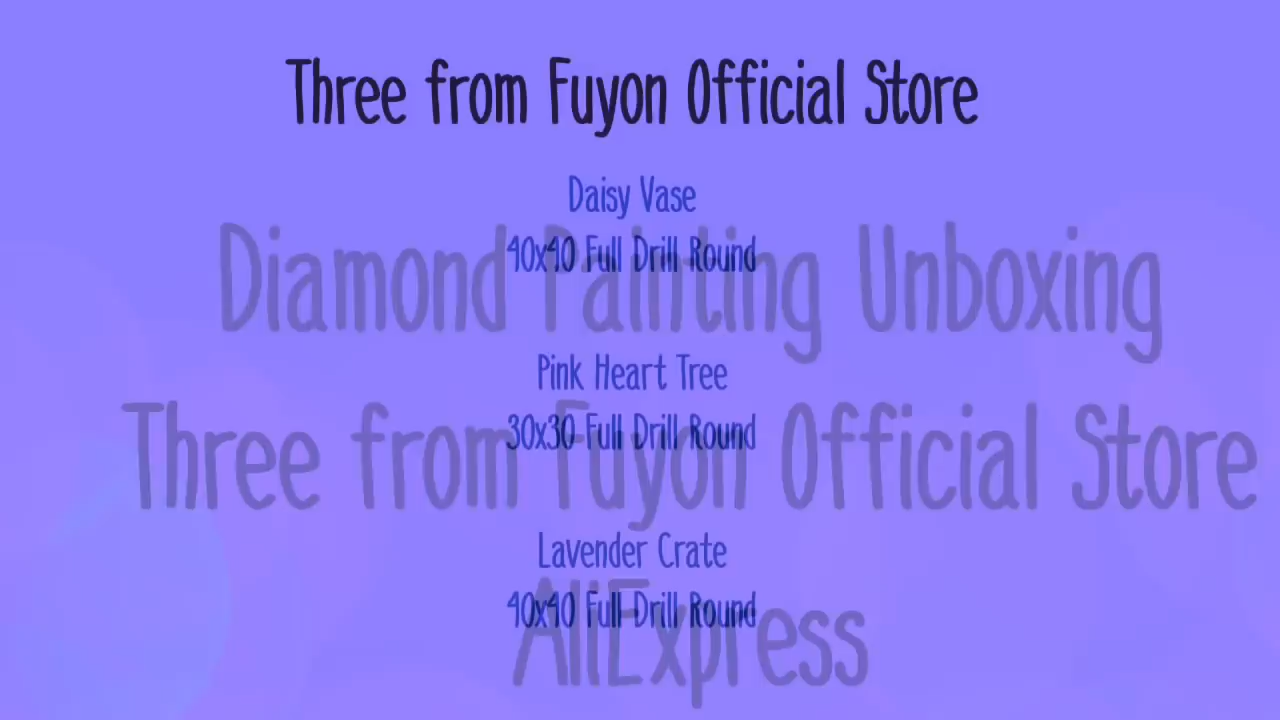 Three from Fuyon Official Store
Daisy Vase
40x40 Full Drill Round
Diamond Painting Unboxing
Pink Heart Tree
30x30 Full Drill Round
Three from Fuyon Official Store
Lavender Crate
40x40 Full Drill Round
AliExpress